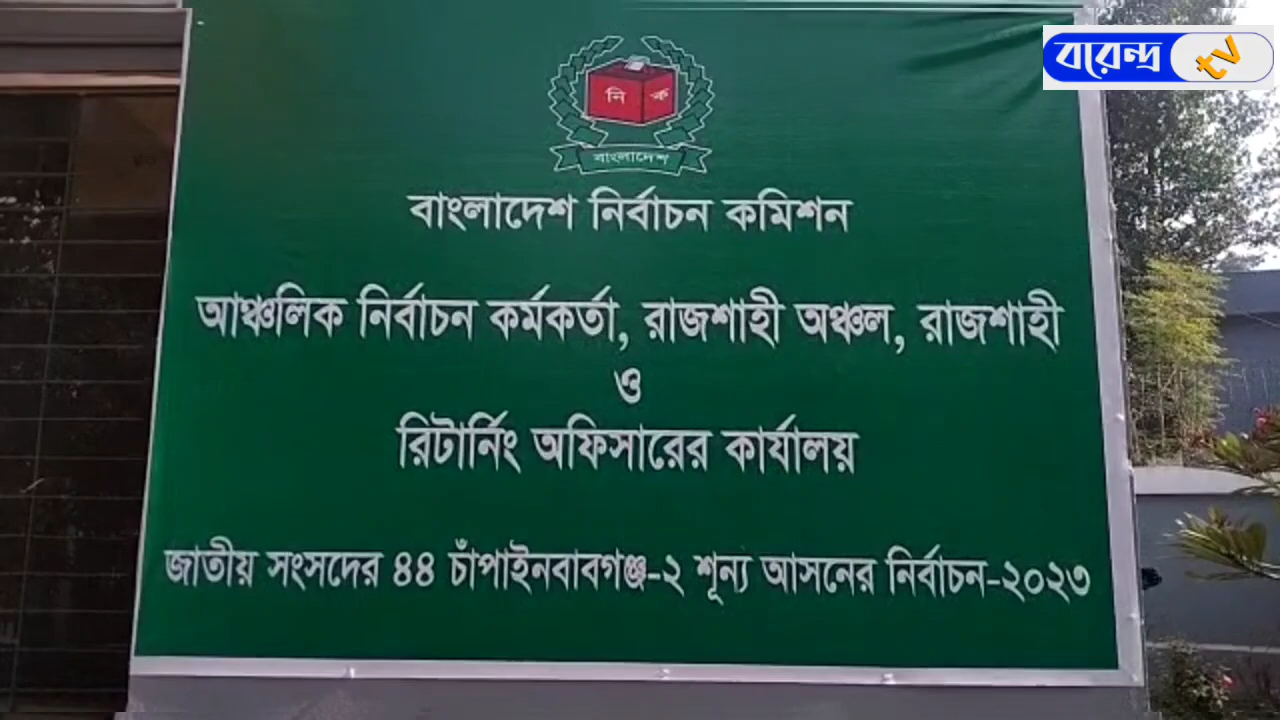 বরেন্দ্র tv
নি ক
বাংলাদেশ
বাংলাদেশ নির্বাচন কমিশন
আঞ্চলিক নির্বাচন কর্মকর্তা, রাজশাহী অঞ্চল, রাজশাহী
ও
রিটার্নিং অফিসারের কার্যালয়
জাতীয় সংসদের ৪৪ চাঁপাইনবাবগঞ্জ-২ শূন্য আসনের নির্বাচন-২০২৩